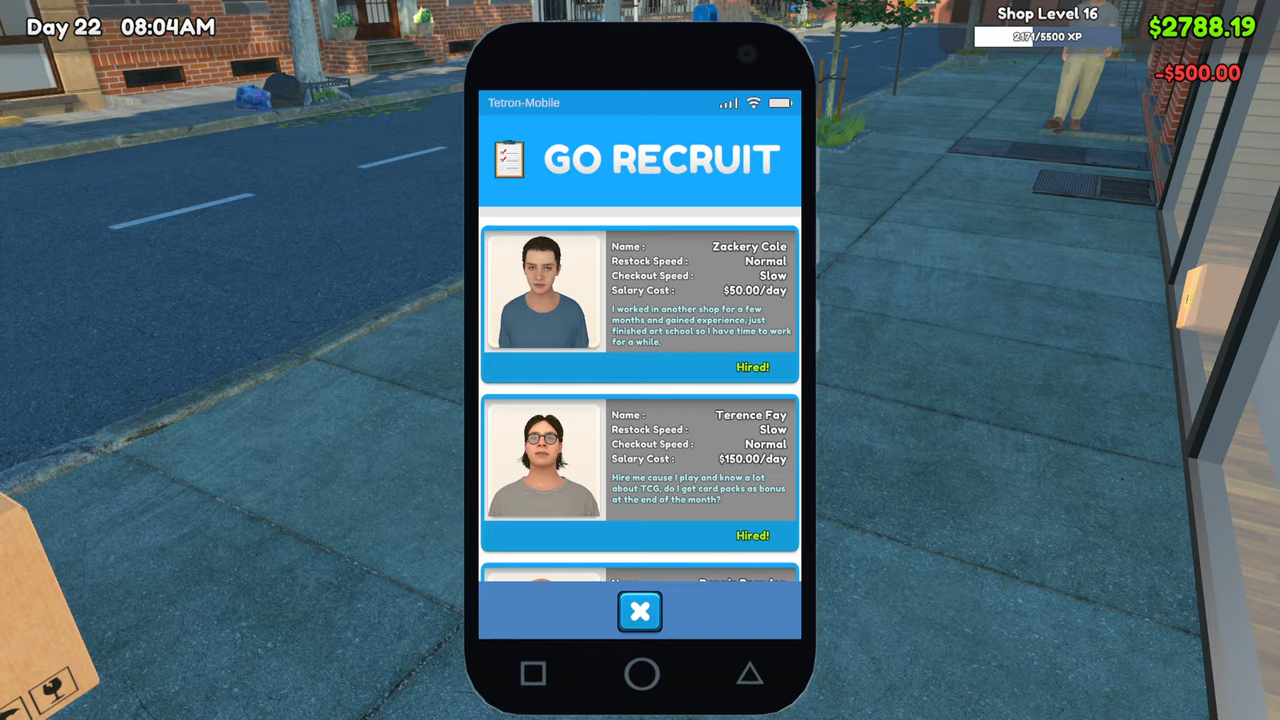 Day 22 08:04AM
Shop Level 16
2171/5500 XP
$2788.19
-$500.00
Tetron-Mobile
GO RECRUIT
Name : Zackery Cole
Restock Speed : Normal
Checkout Speed : Slow
Salary Cost : $50.00/day
I worked in another shop for a few
months and gained experience, just
finished art school so I have time to work
for a while.
Hired!
Name : Terence Fay
Restock Speed : Slow
Checkout Speed : Normal
Salary Cost : $150.00/day
Hire me cause I play and know a lot
about TCG, do I get card packs as bonus
at the end of the month?
Hired!